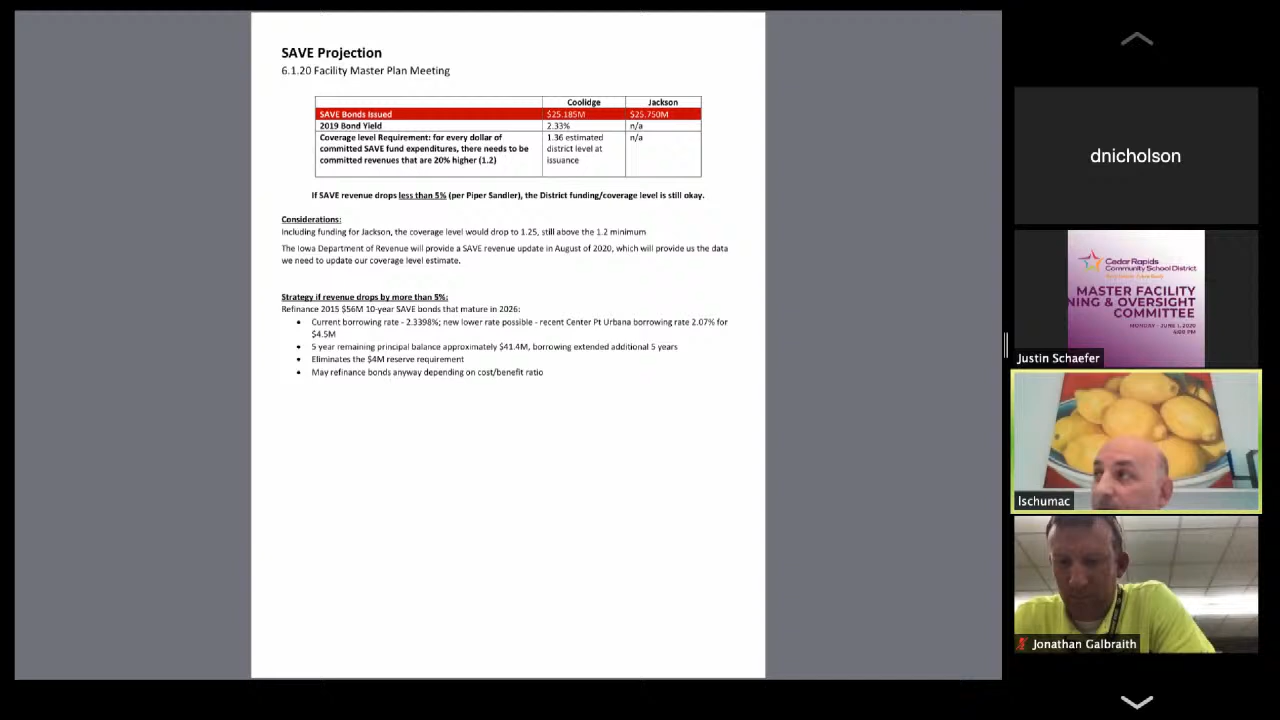 SAVE Projection
6.1.20 Facility Master Plan Meeting
Coolidge Jackson
SAVE Bonds Issued $25.185M $25.750M
2019 Bond Yield 2.33% n/a
Coverage level Requirement: for every dollar of 1.36 estimated n/a
committed SAVE fund expenditures, there needs to be district level at
committed revenues that are 20% higher (1.2) issuance
If SAVE revenue drops less than 5% (per Piper Sandler), the District funding/coverage level is still okay.
Considerations:
Including funding for Jackson, the coverage level would drop to 1.25, still above the 1.2 minimum
The Iowa Department of Revenue will provide a SAVE revenue update in August of 2020, which will provide us the data
we need to update our coverage level estimate.
Strategy if revenue drops by more than 5%:
Refinance 2015 $56M 10-year SAVE bonds that mature in 2026:
• Current borrowing rate - 2.3398%; new lower rate possible - recent Center Pt Urbana borrowing rate 2.07% for
$4.5M
• 5 year remaining principal balance approximately $41.4M, borrowing extended additional 5 years
• Eliminates the $4M reserve requirement
• May refinance bonds anyway depending on cost/benefit ratio
dnicholson
Cedar Rapids
Community School District
MASTER FACILITY
NING & OVERSIGHT
COMMITTEE
MONDAY - JUNE 1, 2020
4:00 PM
Justin Schaefer
lschumac
Jonathan Galbraith